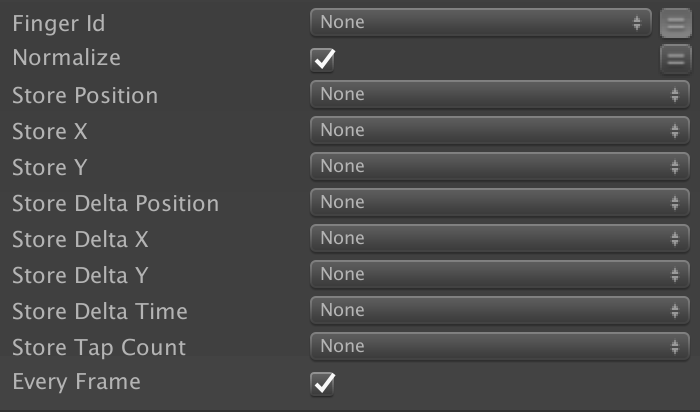 Finger Id None
Normalize
Store Position None
Store X None
Store Y None
Store Delta Position None
Store Delta X None
Store Delta Y None
Store Delta Time None
Store Tap Count None
Every Frame